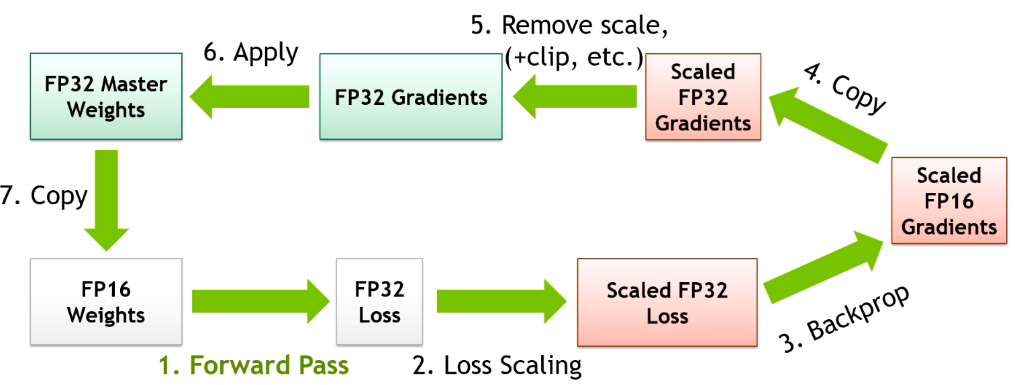 5. Remove scale,
(+clip, etc.)
6. Apply
FP32 Master
Weights
FP32 Gradients
Scaled
FP32
Gradients
4. Copy
7. Copy
Scaled
FP16
Gradients
FP16
Weights
FP32
Loss
Scaled FP32
Loss
3. Backprop
1. Forward Pass
2. Loss Scaling